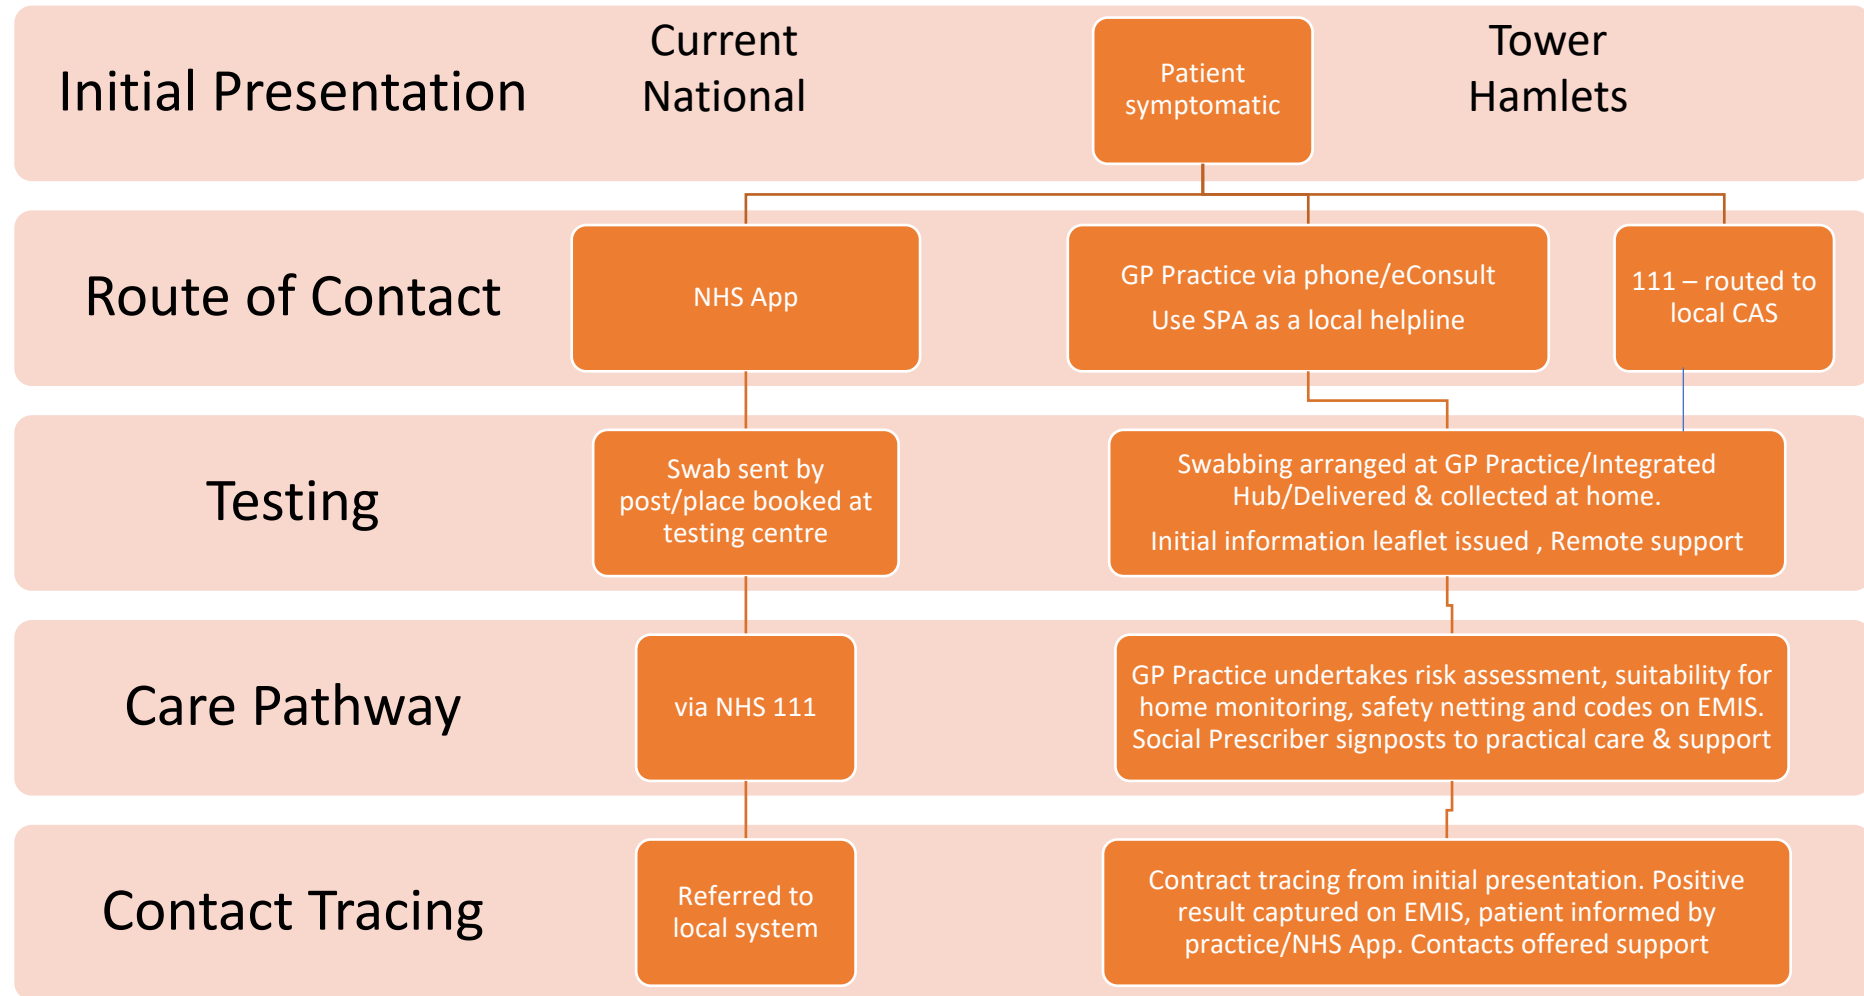 Initial Presentation
Current
National
Patient
symptomatic
Tower
Hamlets
Route of Contact
NHS App
GP Practice via phone/eConsult
Use SPA as a local helpline
111 – routed to
local CAS
Testing
Swab sent by
post/place booked at
testing centre
Swabbing arranged at GP Practice/Integrated
Hub/Delivered & collected at home.
Initial information leaflet issued , Remote support
Care Pathway
via NHS 111
GP Practice undertakes risk assessment, suitability for
home monitoring, safety netting and codes on EMIS.
Social Prescriber signposts to practical care & support
Contact Tracing
Referred to
local system
Contract tracing from initial presentation. Positive
result captured on EMIS, patient informed by
practice/NHS App. Contacts offered support